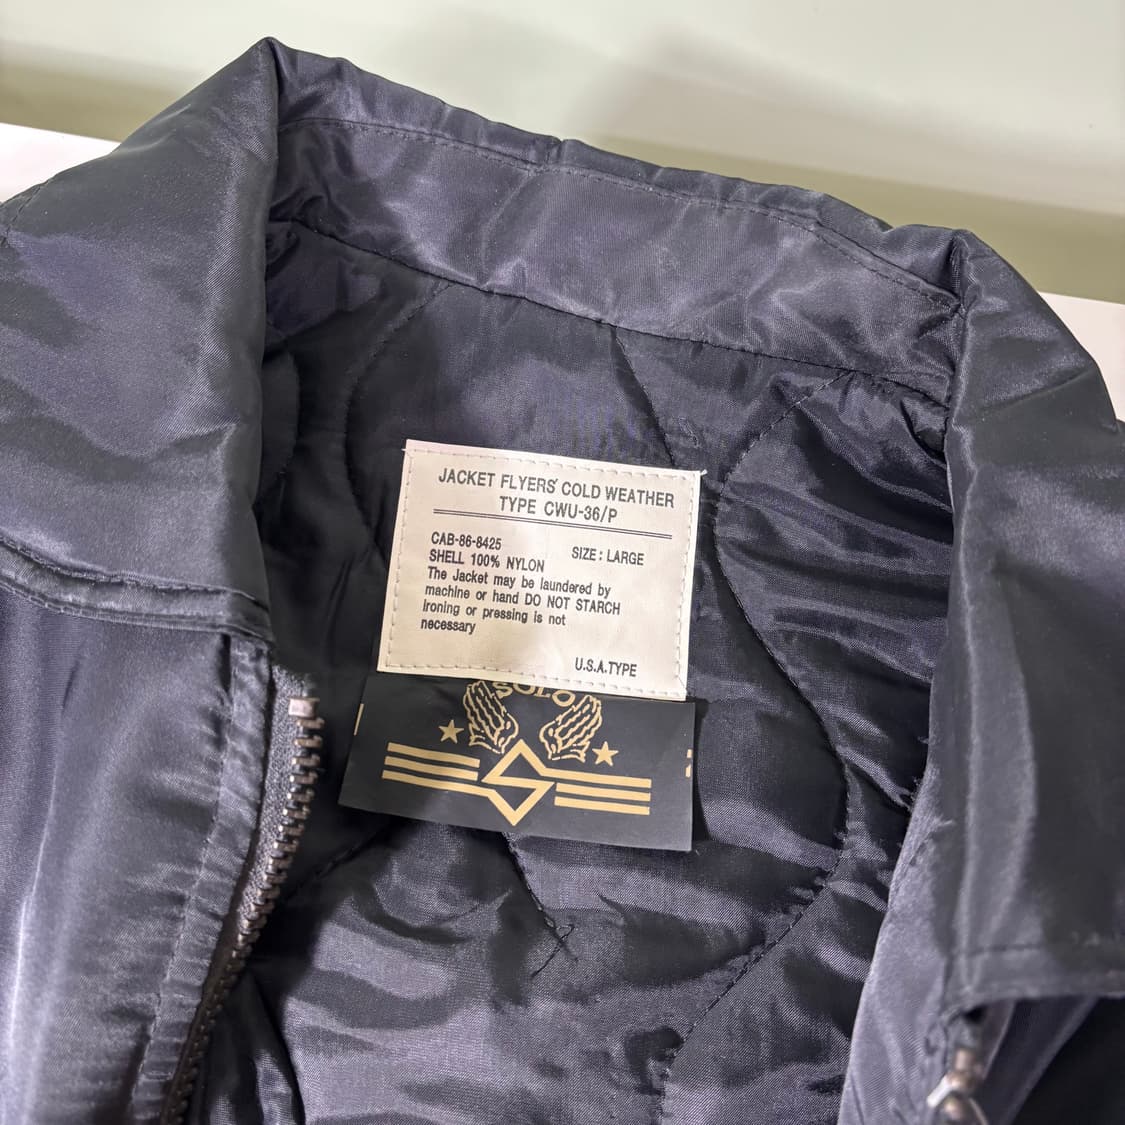 JACKET FLYERS' COLD WEATHER
TYPE CWU-36/P
CAB-86-8425
SIZE: LARGE
SHELL 100% NYLON
The Jacket may be laundered by
machine or hand DO NOT STARCH
ironing or pressing is not
necessary
U.S.A.TYPE
SOLO
S